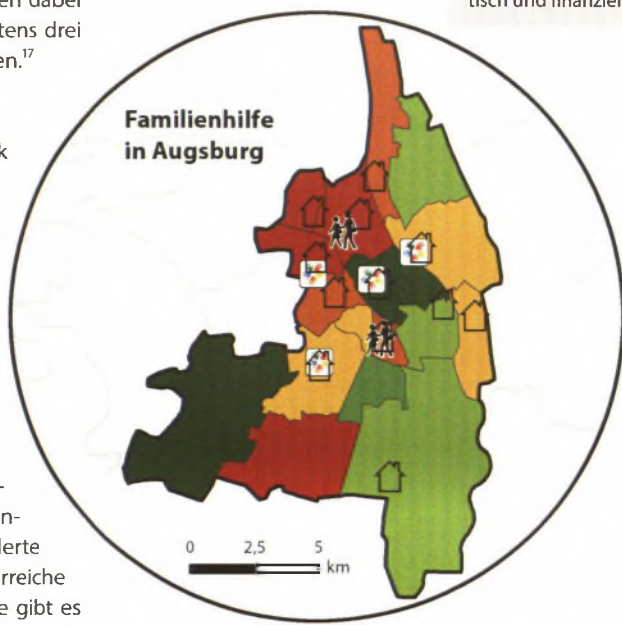 en dabei
tens drei
en.¹⁷
k
tisch und finanzier
Familienhilfe
in Augsburg
-
n-
lerte
rreiche
e gibt es
0 2,5 5
km